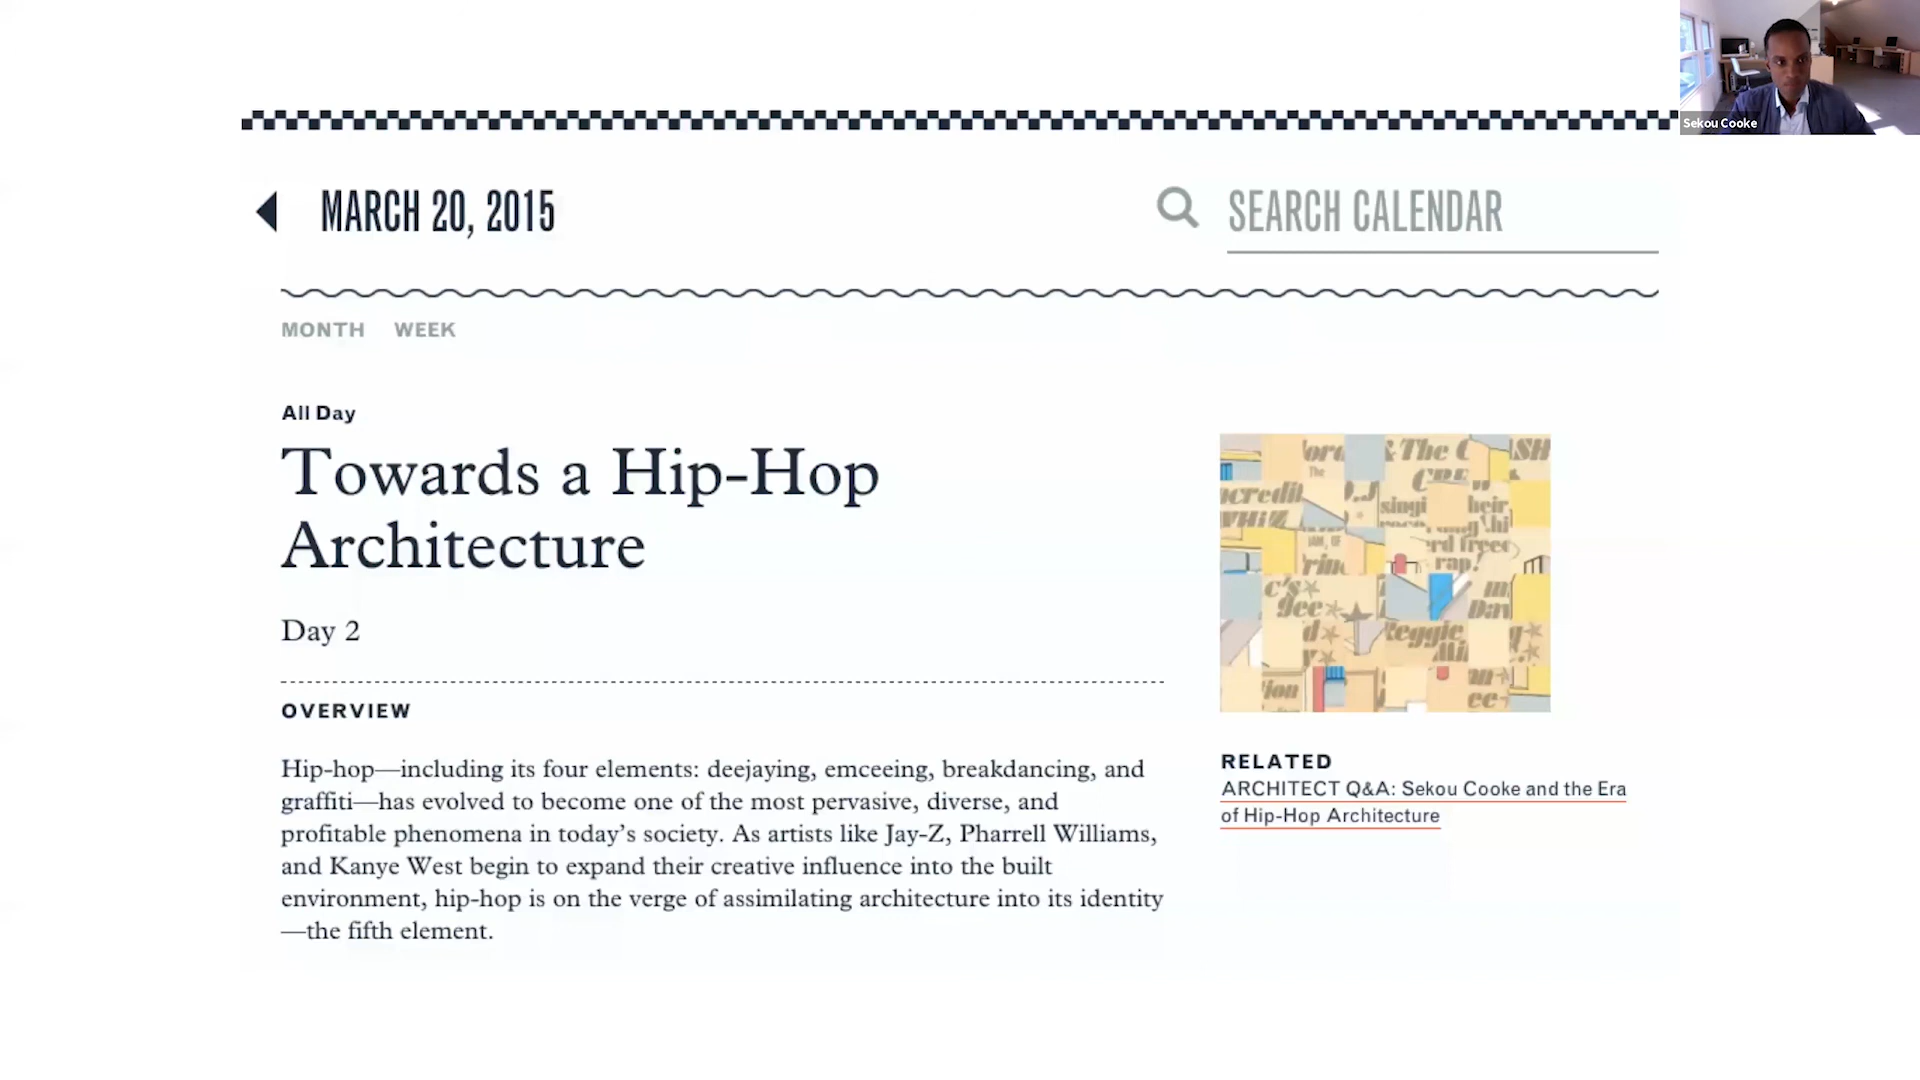 Sekou Cooke
MARCH 20, 2015
SEARCH CALENDAR
MONTH WEEK
All Day
Towards a Hip-Hop
Architecture
Day 2
OVERVIEW
Hip-hop—including its four elements: deejaying, emceeing, breakdancing, and
graffiti—has evolved to become one of the most pervasive, diverse, and
profitable phenomena in today’s society. As artists like Jay-Z, Pharrell Williams,
and Kanye West begin to expand their creative influence into the built
environment, hip-hop is on the verge of assimilating architecture into its identity
—the fifth element.
& The C
rap!
RELATED
ARCHITECT Q&A: Sekou Cooke and the Era
of Hip-Hop Architecture